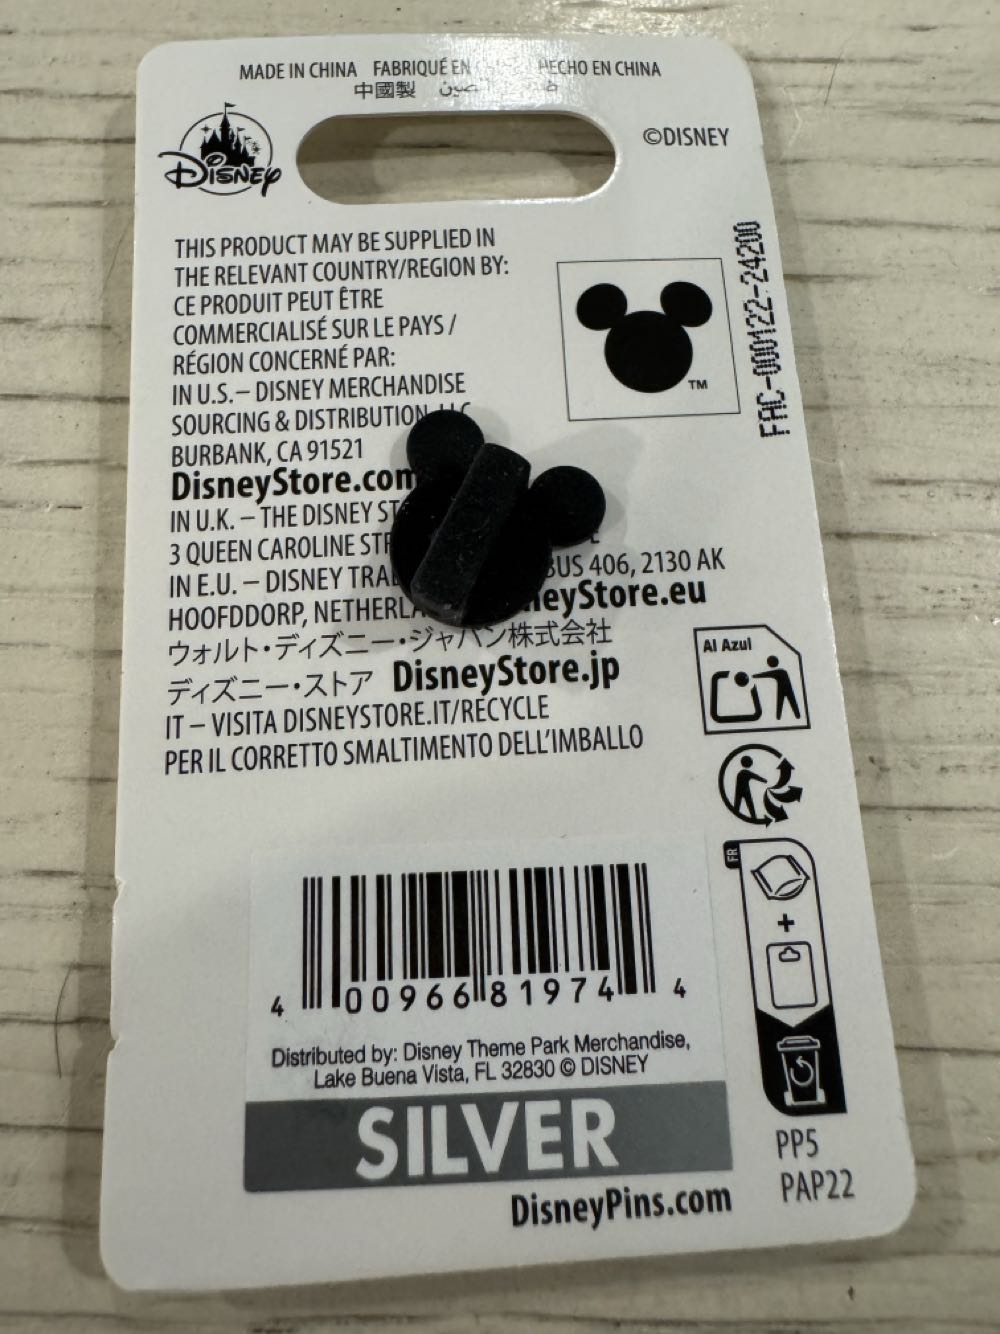 MADE IN CHINA FABRIQUÉ EN HECHO EN CHINA
中國製
Disney
©DISNEY
THIS PRODUCT MAY BE SUPPLIED IN
THE RELEVANT COUNTRY/REGION BY:
CE PRODUIT PEUT ÊTRE
COMMERCIALISÉ SUR LE PAYS /
RÉGION CONCERNÉ PAR:
IN U.S.– DISNEY MERCHANDISE
SOURCING & DISTRIBUTION, LLC
BURBANK, CA 91521
DisneyStore.com
IN U.K. – THE DISNEY
3 QUEEN CAROLINE
IN E.U. – DISNEY BUS 406, 2130 AK
HOOFDDORP,
ウォルト・ディズニー・ジャパン株式会社
ディズニー・ストア DisneyStore.jp
IT – VISITA DISNEYSTORE.IT/RECYCLE
PER IL CORRETTO SMALTIMENTO DELL'IMBALLO
TM
FAC-000122-24200
Al Azul
FR
+
4 00966 81974 4
Distributed by: Disney Theme Park Merchandise,
Lake Buena Vista, FL 32830 © DISNEY
SILVER
DisneyPins.com
PP5
PAP22